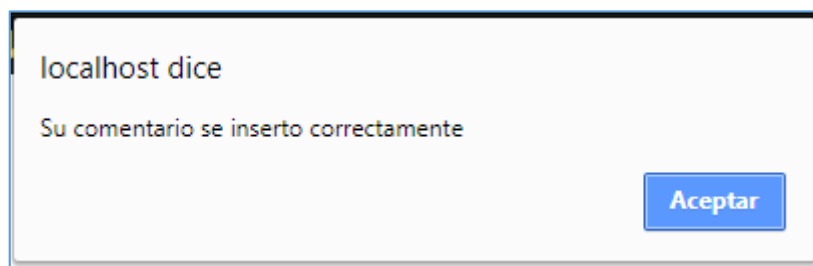 localhost dice
Su comentario se inserto correctamente
Aceptar